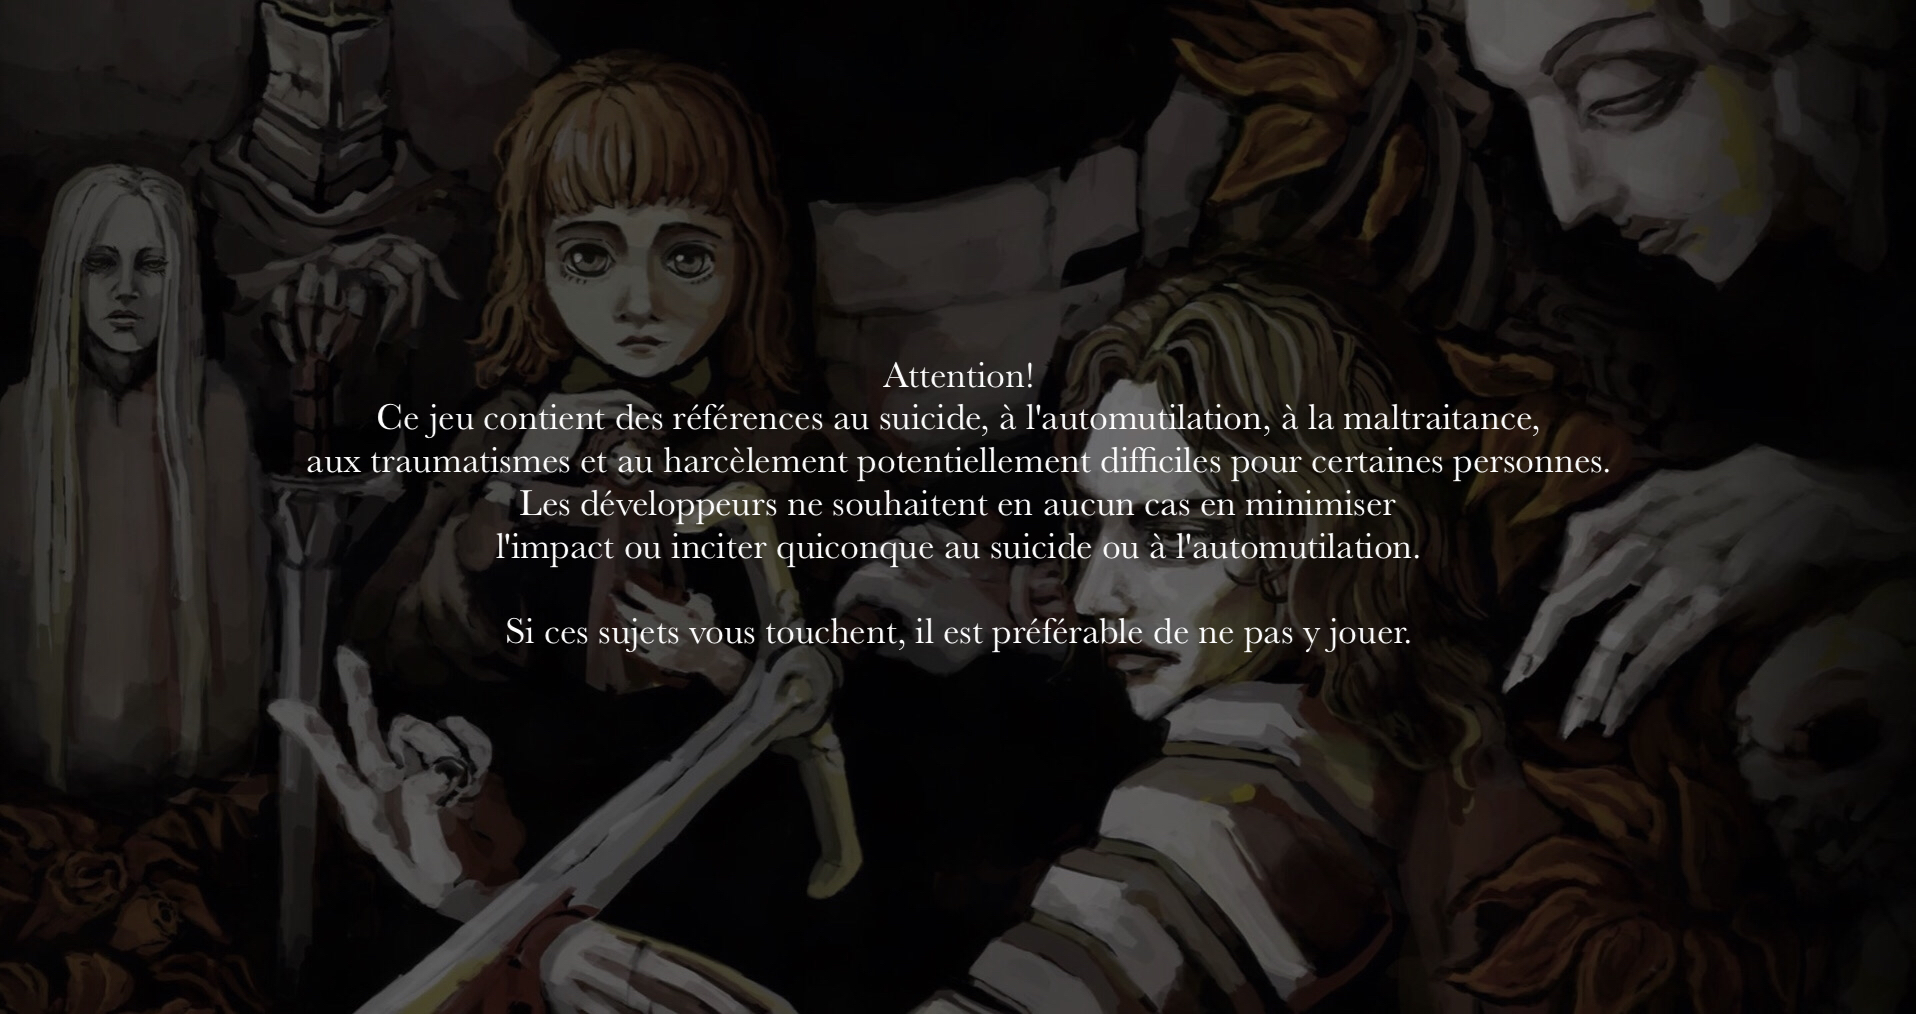 Attention!
Ce jeu contient des références au suicide, à l'automutilation, à la maltraitance,
aux traumatismes et au harcèlement potentiellement difficiles pour certaines personnes.
Les développeurs ne souhaitent en aucun cas en minimiser
l'impact ou inciter quiconque au suicide ou à l'automutilation.
Si ces sujets vous touchent, il est préférable de ne pas y jouer.